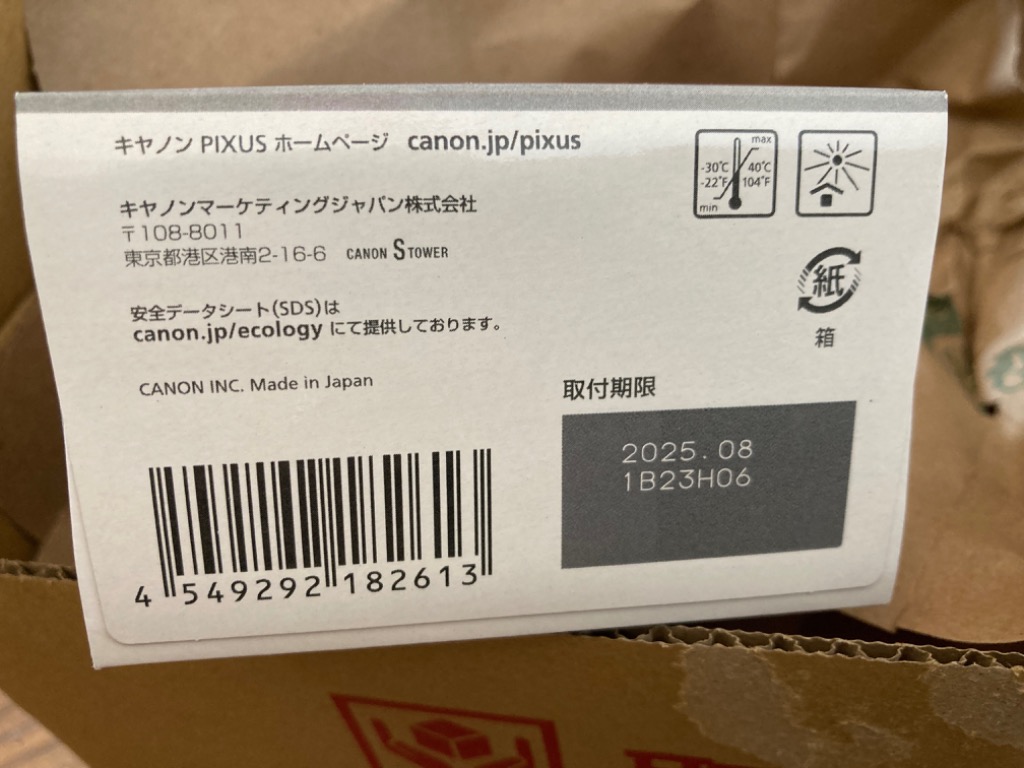 キヤノン PIXUS ホームページ canon.jp/pixus
キヤノンマーケティングジャパン株式会社
〒108-8011
東京都港区港南2-16-6 CANON S TOWER
安全データシート(SDS)は
canon.jp/ecology にて提供しております。
CANON INC. Made in Japan
max
-30℃ 40℃
-22°F 104°F
min
紙
箱
取付期限
2025.08
1B23H06
4 549292 182613